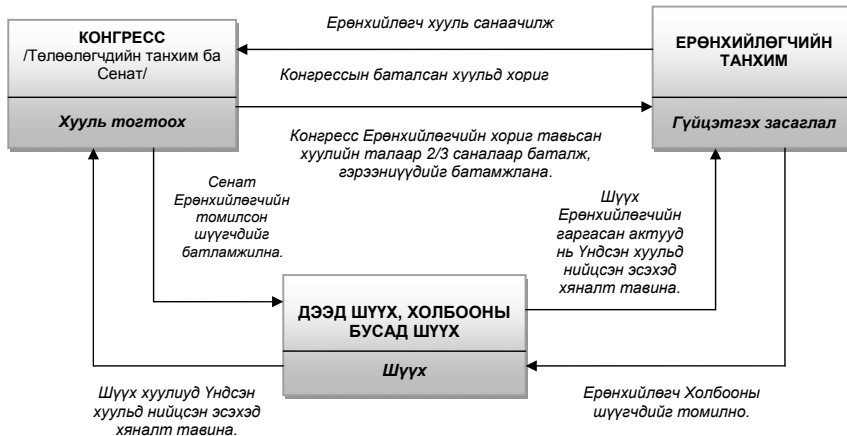 Ерөнхийлөгч хууль санаачилж
КОНГРЕСС
/Төлөөлөгчдийн танхим ба
Сенат/
Хууль тогтоох
Конгрессын баталсан хуульд хориг
ЕРӨНХИЙЛӨГЧИЙН
ТАНХИМ
Гүйцэтгэх засаглал
Конгресс Ерөнхийлөгчийн хориг тавьсан
хуулийн талаар 2/3 саналаар баталж,
гэрээниүүдийг батамжлана.
Сенат
Ерөнхийлөгчийн
томилсон
шүүгчдийг
батламжилна.
Шүүх
Ерөнхийлөгчийн
гаргасан актууд
нь Үндсэн хуульд
нийцсэн эсэхэд
хяналт тавина.
ДЭЭД ШҮҮХ, ХОЛБООНЫ
БУСАД ШҮҮХ
Шүүх
Шүүх хуулиуд Үндсэн
хуульд нийцсэн эсэхэд
хяналт тавина.
Ерөнхийлөгч Холбооны
шүүгчдийг томилно.